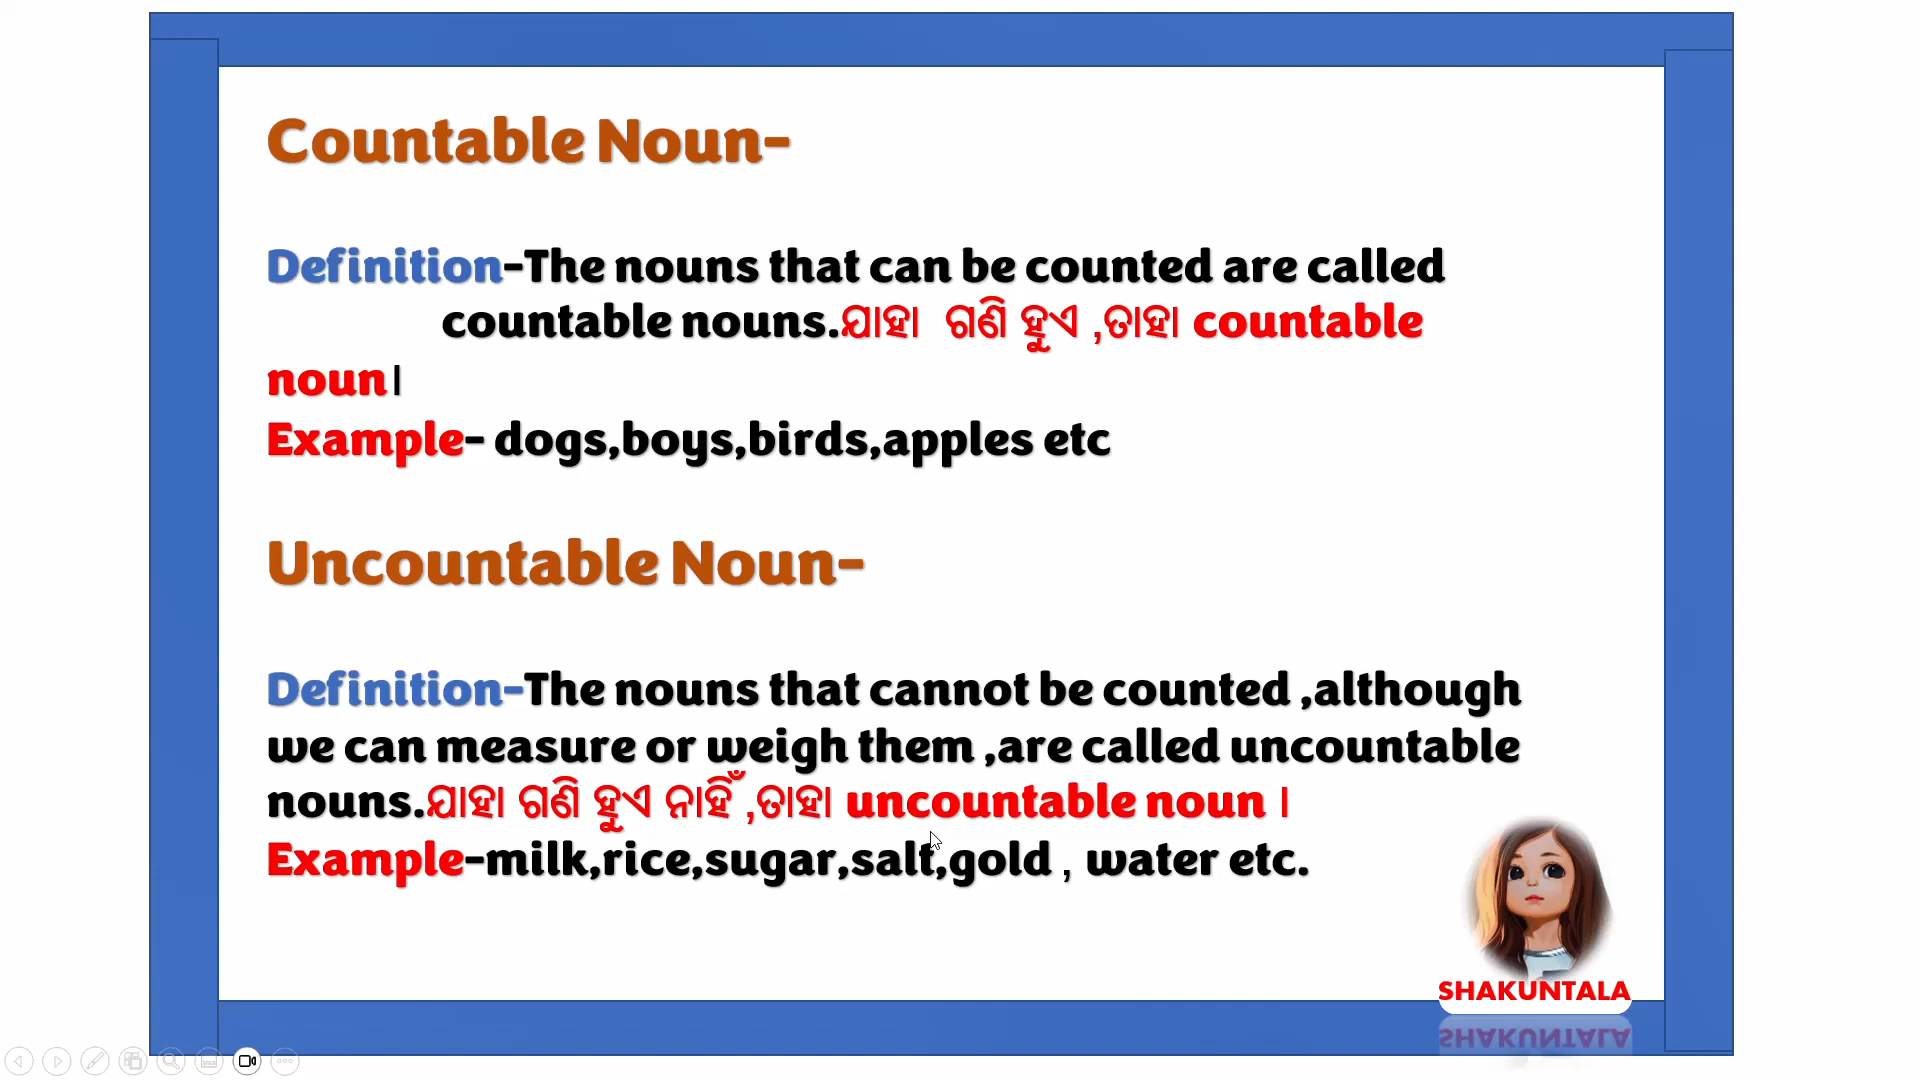 Countable Noun-
Definition-The nouns that can be counted are called
countable nouns.ଯାହା ଗଣି ହୁଏ ,ତାହା countable
noun।
Example- dogs,boys,birds,apples etc
Uncountable Noun-
Definition-The nouns that cannot be counted ,although
we can measure or weigh them ,are called uncountable
nouns.ଯାହା ଗଣି ହୁଏ ନାହିଁ ,ତାହା uncountable noun ।
Example-milk,rice,sugar,salt,gold , water etc.
SHAKUNTALA